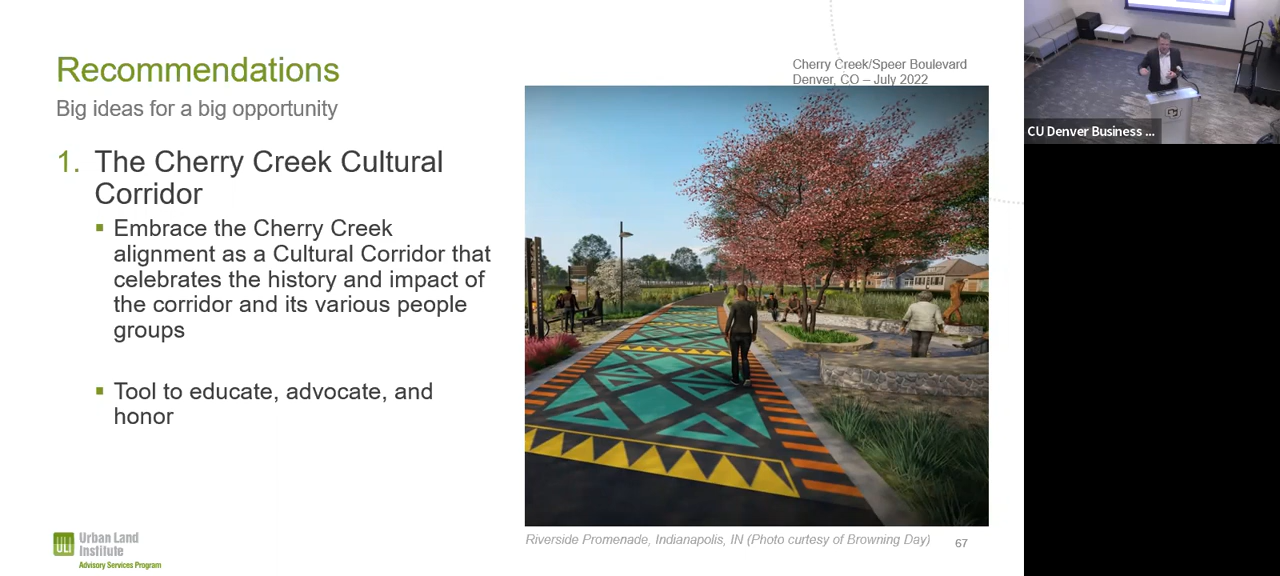 Recommendations
Big ideas for a big opportunity
1. The Cherry Creek Cultural
Corridor
▪ Embrace the Cherry Creek
alignment as a Cultural Corridor that
celebrates the history and impact of
the corridor and its various people
groups
▪ Tool to educate, advocate, and
honor
Cherry Creek/Speer Boulevard
Denver, CO – July 2022
Riverside Promenade, Indianapolis, IN (Photo curtesy of Browning Day)
67
ULI
Urban Land
Institute
Advisory Services Program
CU Denver Business ...